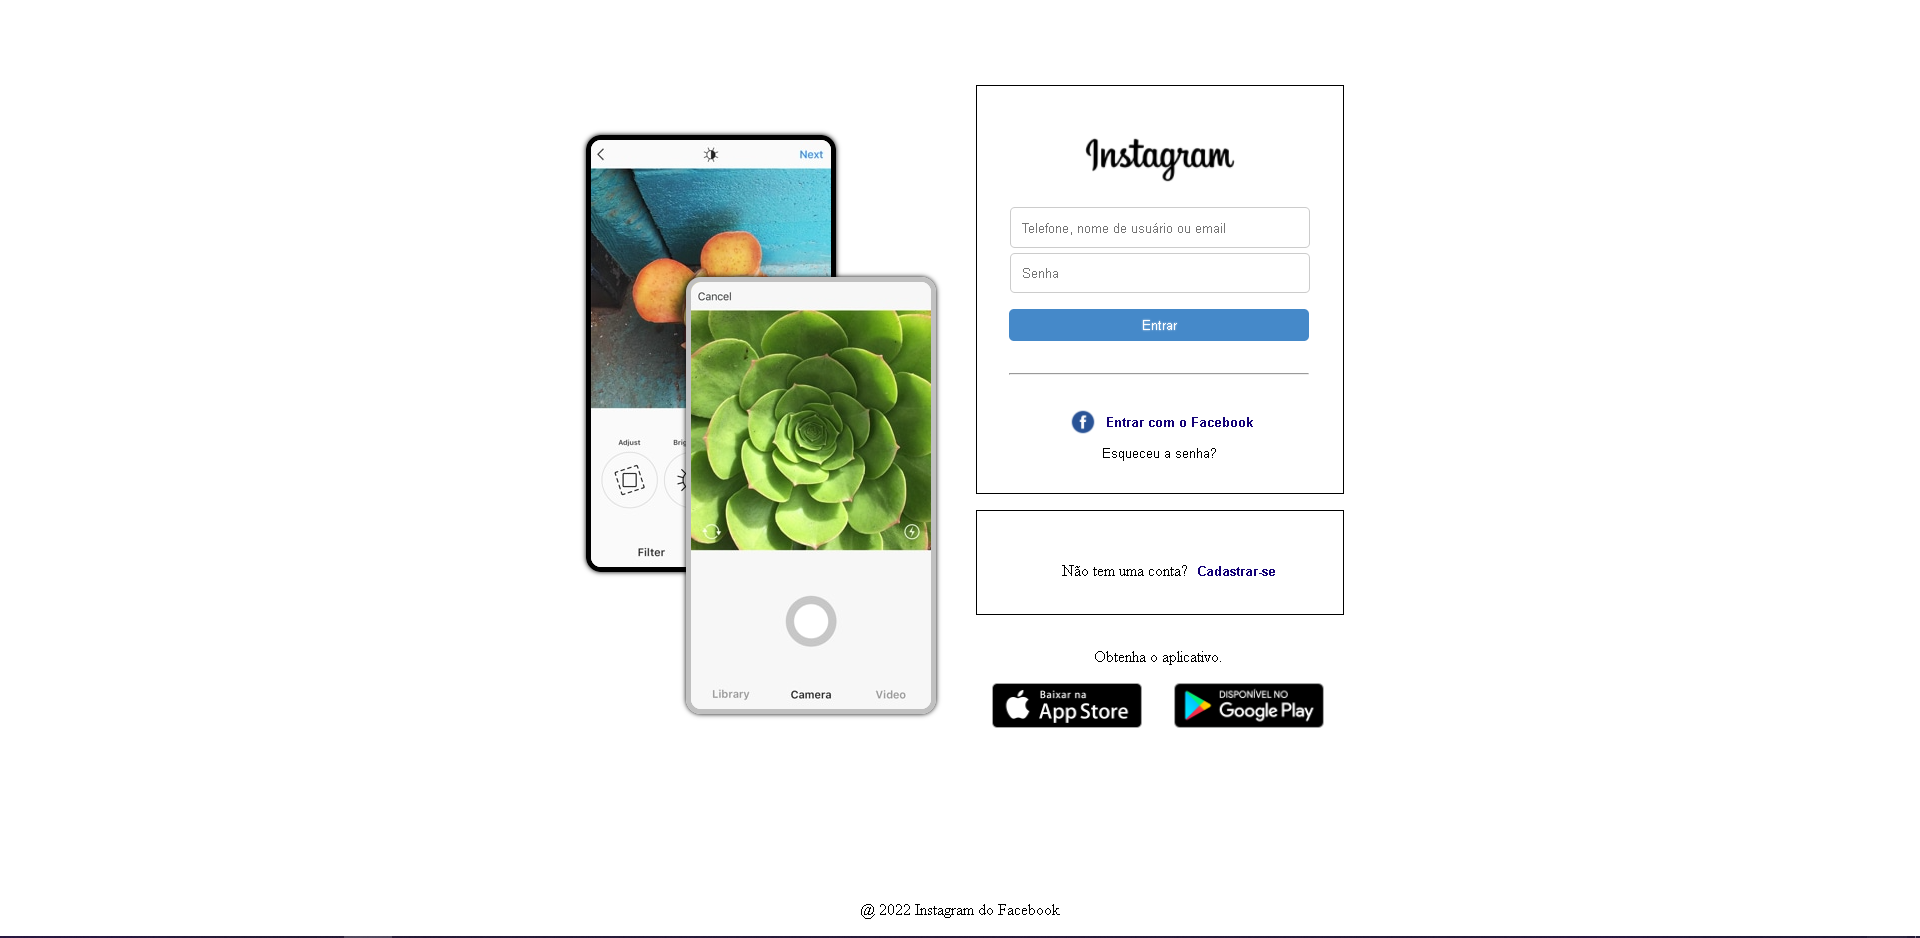 Next
Adjust
Brig
Filter
Cancel
Library
Camera
Video
Instagram
Telefone, nome de usuário ou email
Senha
Entrar
Entrar com o Facebook
Esqueceu a senha?
Não tem uma conta? Cadastrar-se
Obtenha o aplicativo.
Baixar na
App Store
DISPONÍVEL NO
Google Play
@ 2022 Instagram do Facebook